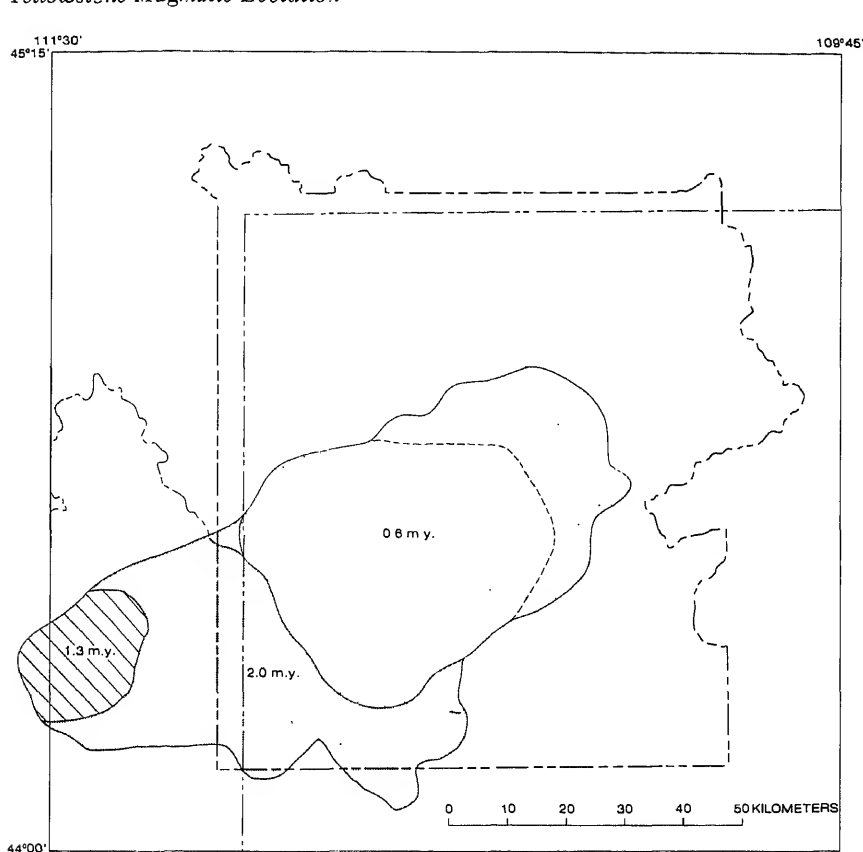 Yellowstone Magmatic Evolution
111°30'
109°45'
45°15'
0 6 m y.
1.3 m.y.
2.0 m.y.
0 10 20 30 40 50 KILOMETERS
44°00'